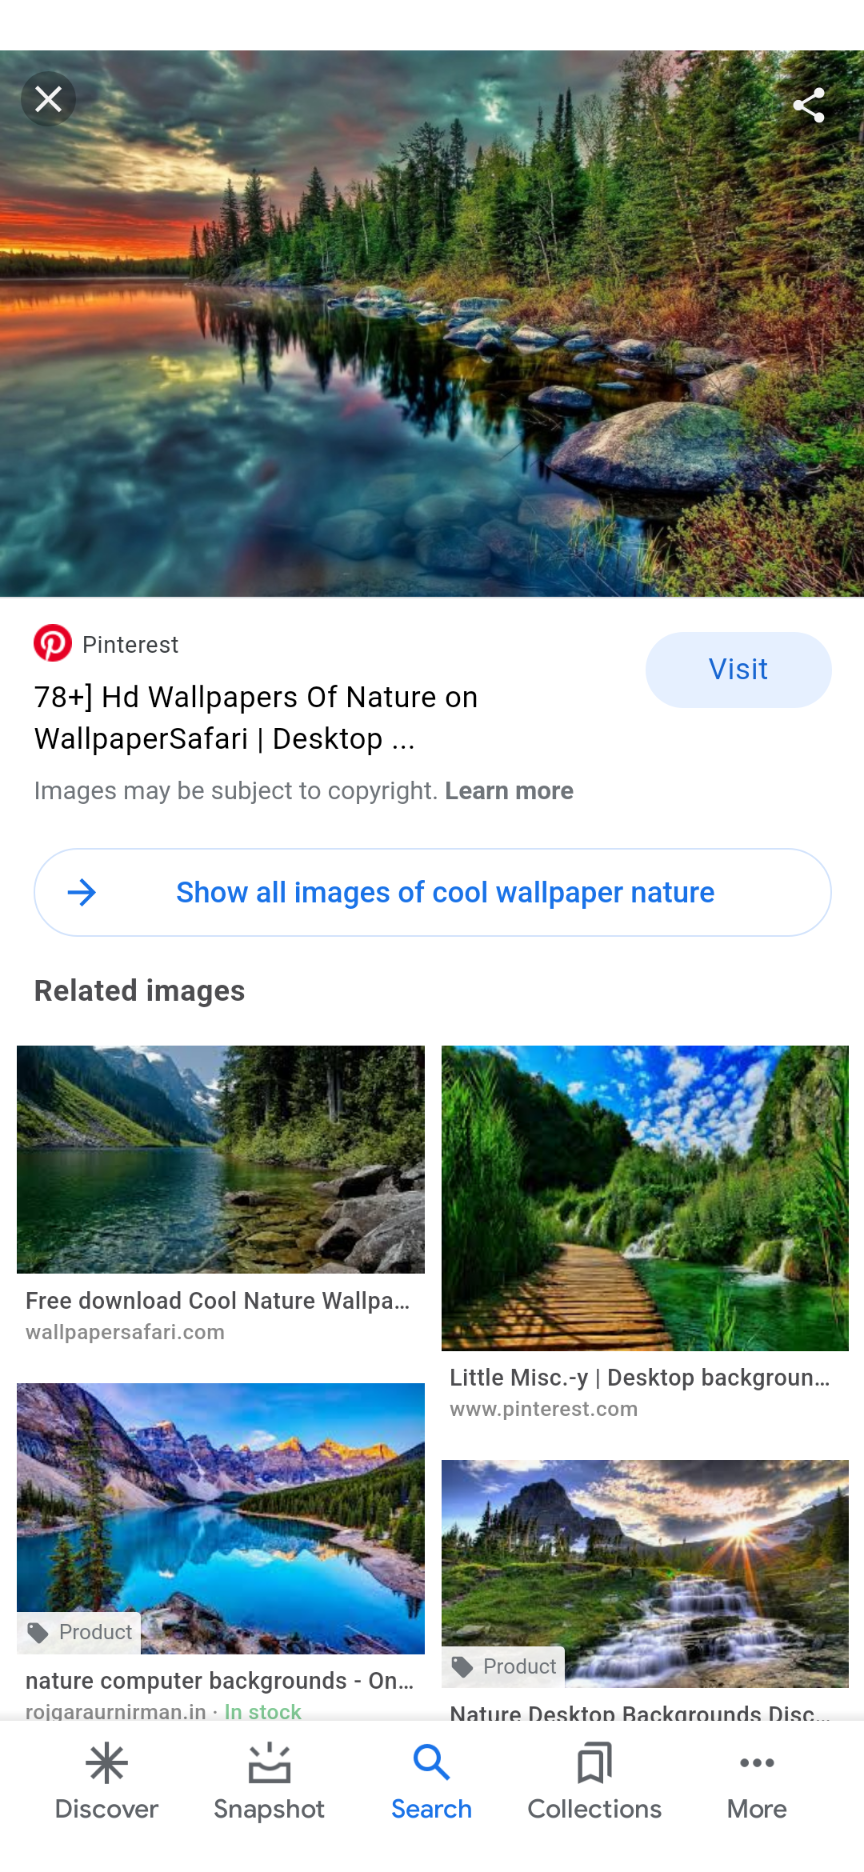 Pinterest
Visit
78+] Hd Wallpapers Of Nature on
WallpaperSafari | Desktop ...
Images may be subject to copyright. Learn more
Show all images of cool wallpaper nature
Related images
Free download Cool Nature Wallpa...
wallpapersafari.com
Little Misc.-y | Desktop backgroun...
www.pinterest.com
Product
nature computer backgrounds - On...
rojgaraurnirman.in · In stock
Product
Nature Desktop Backgrounds Disc...
Discover
Snapshot
Search
Collections
More